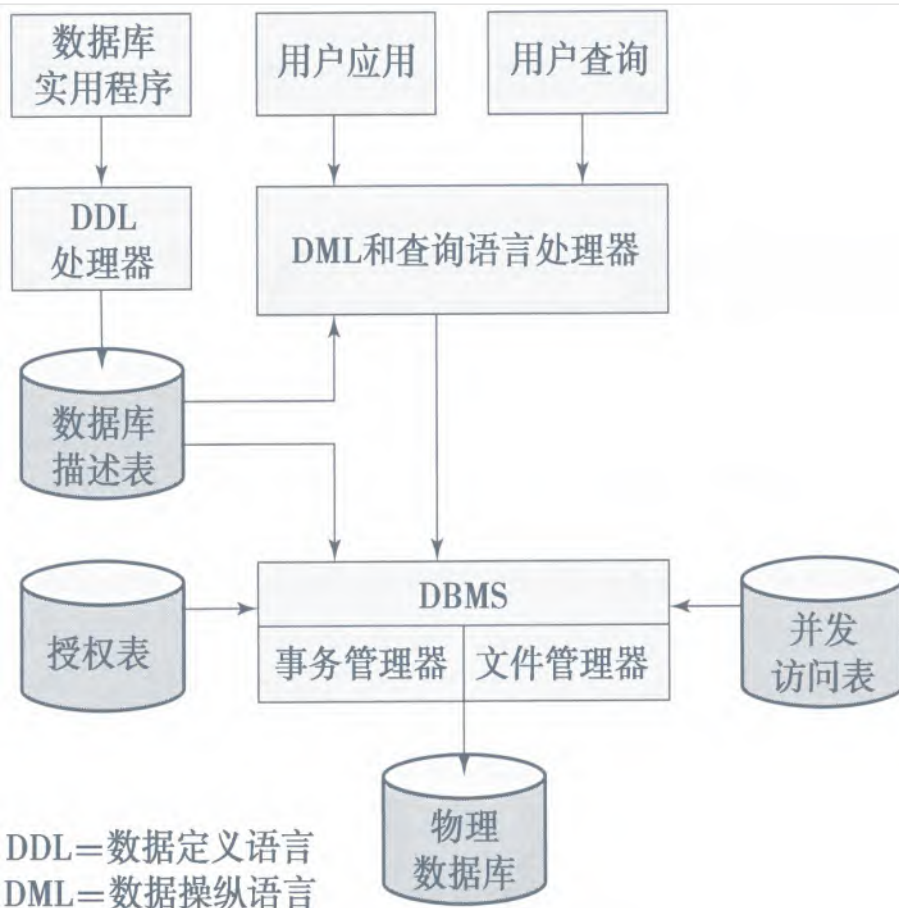 数据库
实用程序
用户应用
用户查询
DDL
处理器
DML和查询语言处理器
数据库
描述表
DBMS
授权表
事务管理器
文件管理器
并发
访问表
物理
数据库
DDL=数据定义语言
DML=数据操纵语言